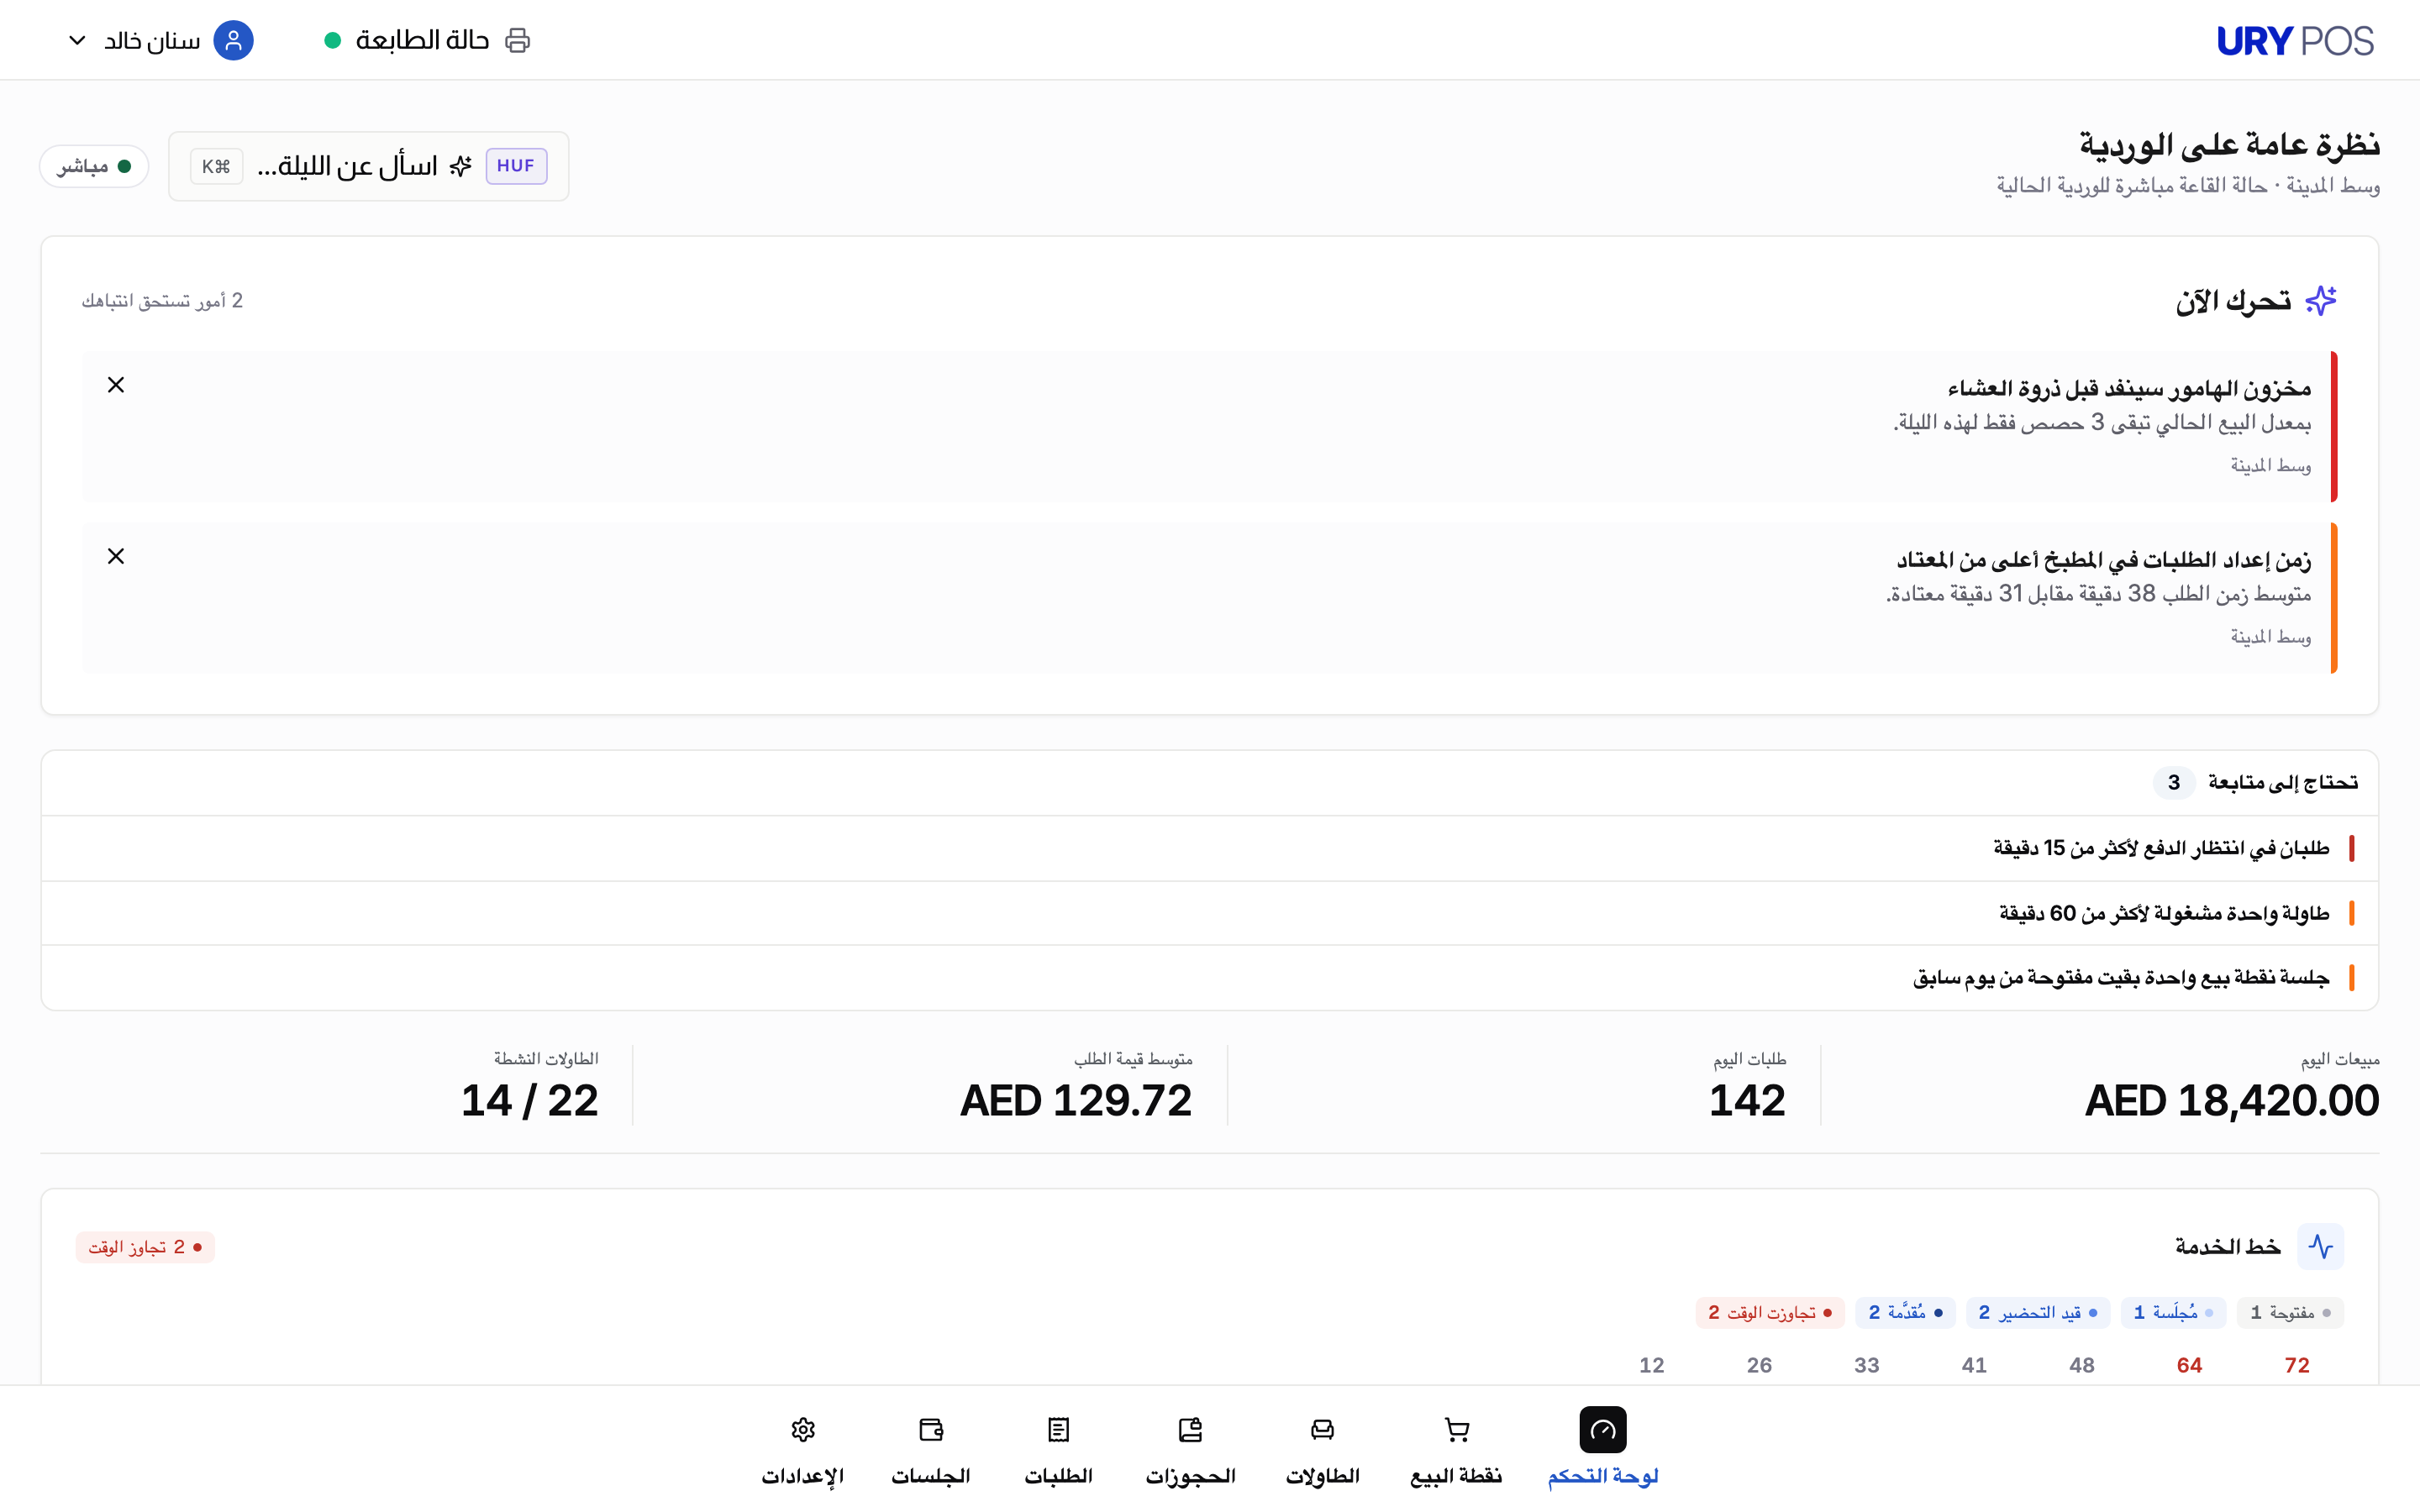 URY POS
حالة الطابعة
سنان خالد
نظرة عامة على الوردية
وسط المدينة · حالة القاعة مباشرة للوردية الحالية
HUF اسأل عن الليلة... ⌘K
مباشر
تحرك الآن
2 أمور تستحق انتباهك
مخزون الهامور سينفد قبل ذروة العشاء
بمعدل البيع الحالي تبقى 3 حصص فقط لهذه الليلة.
وسط المدينة
زمن إعداد الطلبات في المطبخ أعلى من المعتاد
متوسط زمن الطلب 38 دقيقة مقابل 31 دقيقة معتادة.
وسط المدينة
تحتاج إلى متابعة 3
طلبان في انتظار الدفع لأكثر من 15 دقيقة
طاولة واحدة مشغولة لأكثر من 60 دقيقة
جلسة نقطة بيع واحدة بقيت مفتوحة من يوم سابق
مبيعات اليوم
AED 18,420.00
طلبات اليوم
142
متوسط قيمة الطلب
AED 129.72
الطاولات النشطة
14 / 22
خط الخدمة
2 تجاوز الوقت
مفتوحة 1
مُجلَسة 1
قيد التحضير 2
مُقدَّمة 2
تجاوزت الوقت 2
72 64 48 41 33 26 12
لوحة التحكم
نقطة البيع
الطاولات
الحجوزات
الطلبات
الجلسات
الإعدادات